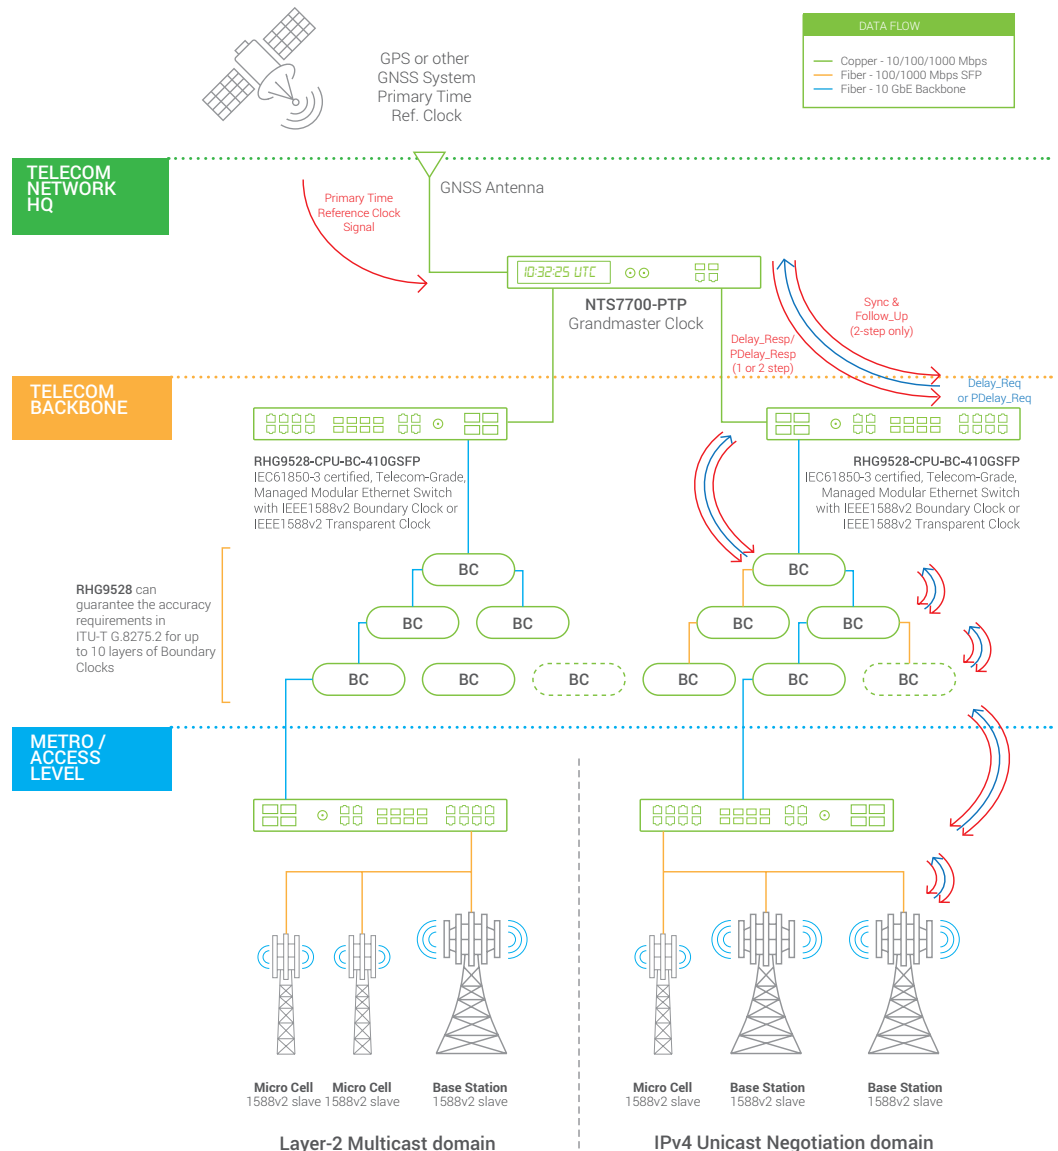 GPS or other
GNSS System
Primary Time
Ref. Clock
DATA FLOW
Copper - 10/100/1000 Mbps
Fiber - 100/1000 Mbps SFP
Fiber - 10 GbE Backbone
TELECOM
NETWORK
HQ
GNSS Antenna
Primary Time
Reference Clock
Signal
10:32:25 UTC
NTS7700-PTP
Grandmaster Clock
Sync &
Follow_Up
(2-step only)
Delay_Resp/
PDelay_Resp
(1 or 2 step)
Delay_Req
or PDelay_Req
TELECOM
BACKBONE
RHG9528-CPU-BC-410GSFP
IEC61850-3 certified, Telecom-Grade,
Managed Modular Ethernet Switch
with IEEE1588v2 Boundary Clock or
IEEE1588v2 Transparent Clock
RHG9528-CPU-BC-410GSFP
IEC61850-3 certified, Telecom-Grade,
Managed Modular Ethernet Switch
with IEEE1588v2 Boundary Clock or
IEEE1588v2 Transparent Clock
RHG9528 can
guarantee the accuracy
requirements in
ITU-T G.8275.2 for up
to 10 layers of Boundary
Clocks
BC
BC
BC BC
BC BC
BC BC BC
BC BC BC
METRO /
ACCESS
LEVEL
Micro Cell
1588v2 slave
Micro Cell
1588v2 slave
Base Station
1588v2 slave
Micro Cell
1588v2 slave
Base Station
1588v2 slave
Base Station
1588v2 slave
Layer-2 Multicast domain
IPv4 Unicast Negotiation domain